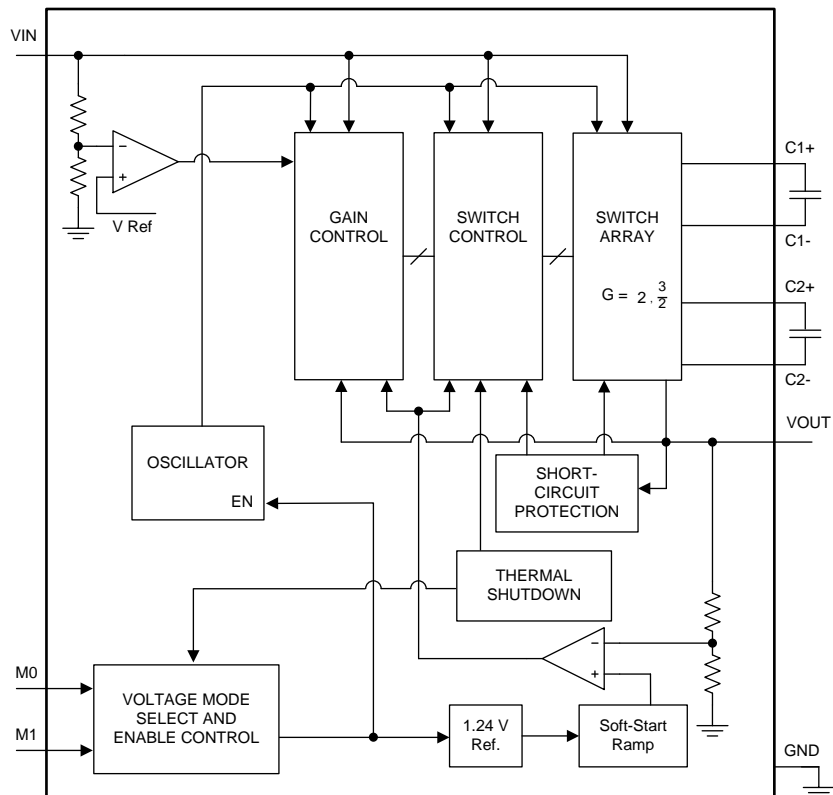 VIN
C1+
C1-
C2+
C2-
VOUT
GND
M0
M1
−
+
V Ref
GAIN
CONTROL
SWITCH
CONTROL
SWITCH
ARRAY
G = 2 , 3/2
OSCILLATOR
EN
SHORT-
CIRCUIT
PROTECTION
THERMAL
SHUTDOWN
−
+
VOLTAGE MODE
SELECT AND
ENABLE CONTROL
1.24 V
Ref.
Soft-Start
Ramp